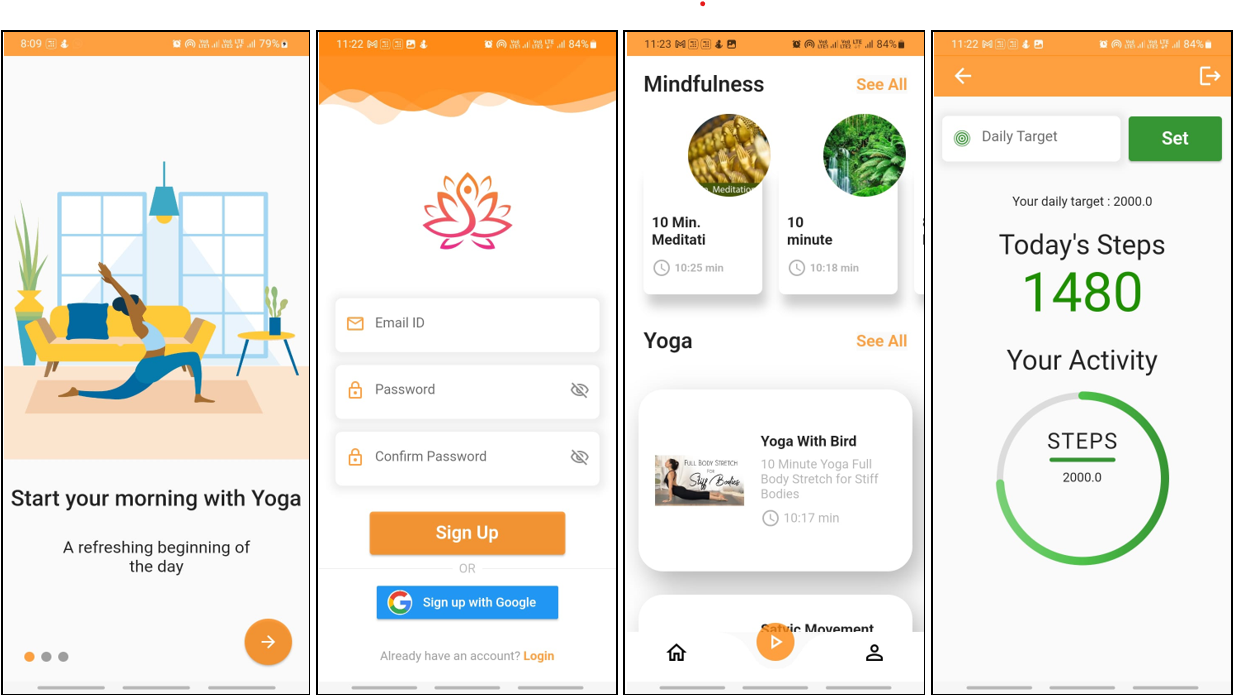 8:09
79%
Start your morning with Yoga
A refreshing beginning of
the day
11:22
84%
Email ID
Password
Confirm Password
Sign Up
OR
Sign up with Google
Already have an account? Login
11:23
84%
Mindfulness
See All
Meditation
10 Min.
Meditati
10:25 min
10
minute
10:18 min
Yoga
See All
FULL BODY STRETCH
FOR
Stiff Bodies
Yoga With Bird
10 Minute Yoga Full
Body Stretch for Stiff
Bodies
10:17 min
Satvic Movement
11:22
84%
Daily Target
Set
Your daily target : 2000.0
Today's Steps
1480
Your Activity
STEPS
2000.0